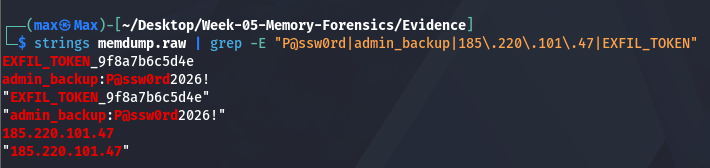 ┌──(max㉿Max)-[~/Desktop/Week-05-Memory-Forensics/Evidence]
└─$ strings memdump.raw | grep -E "P@ssw0rd|admin_backup|185\.220\.101\.47|EXFIL_TOKEN"
EXFIL_TOKEN_9f8a7b6c5d4e
admin_backup:P@ssw0rd2026!
"EXFIL_TOKEN_9f8a7b6c5d4e"
"admin_backup:P@ssw0rd2026!"
185.220.101.47
"185.220.101.47"